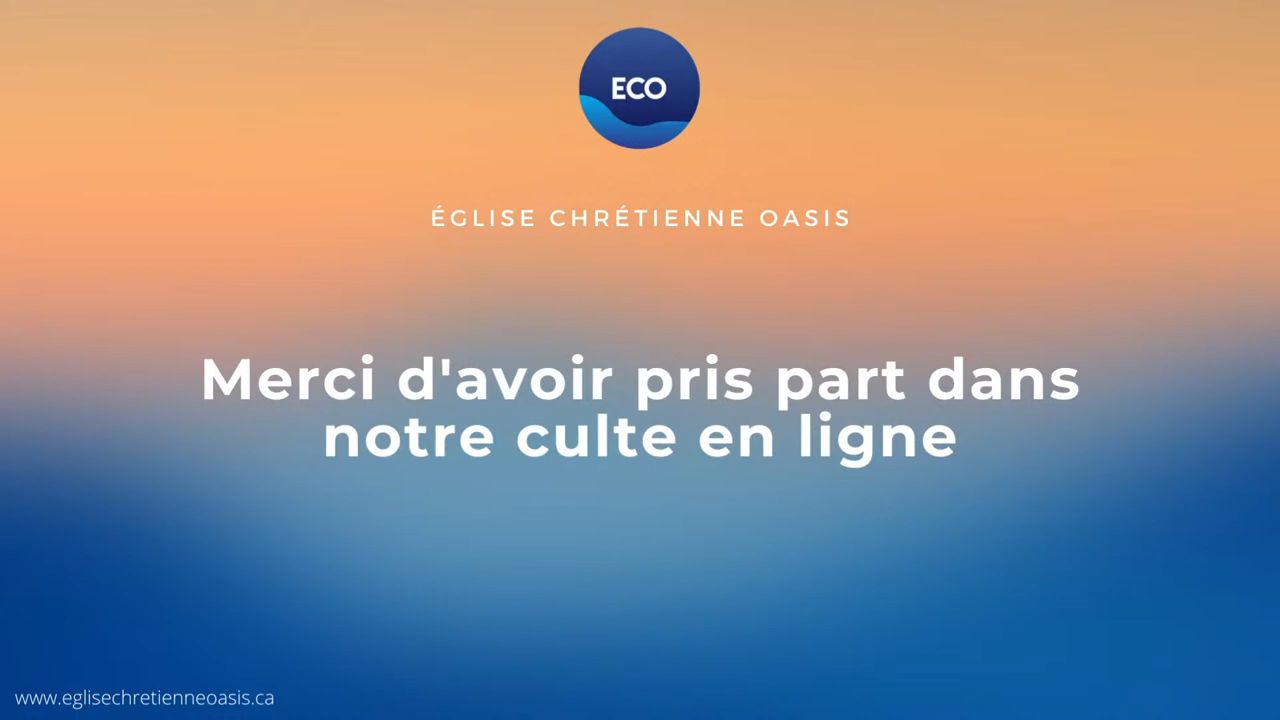 ECO
ÉGLISE CHRÉTIENNE OASIS
Merci d'avoir pris part dans
notre culte en ligne
www.eglisechretienneoasis.ca